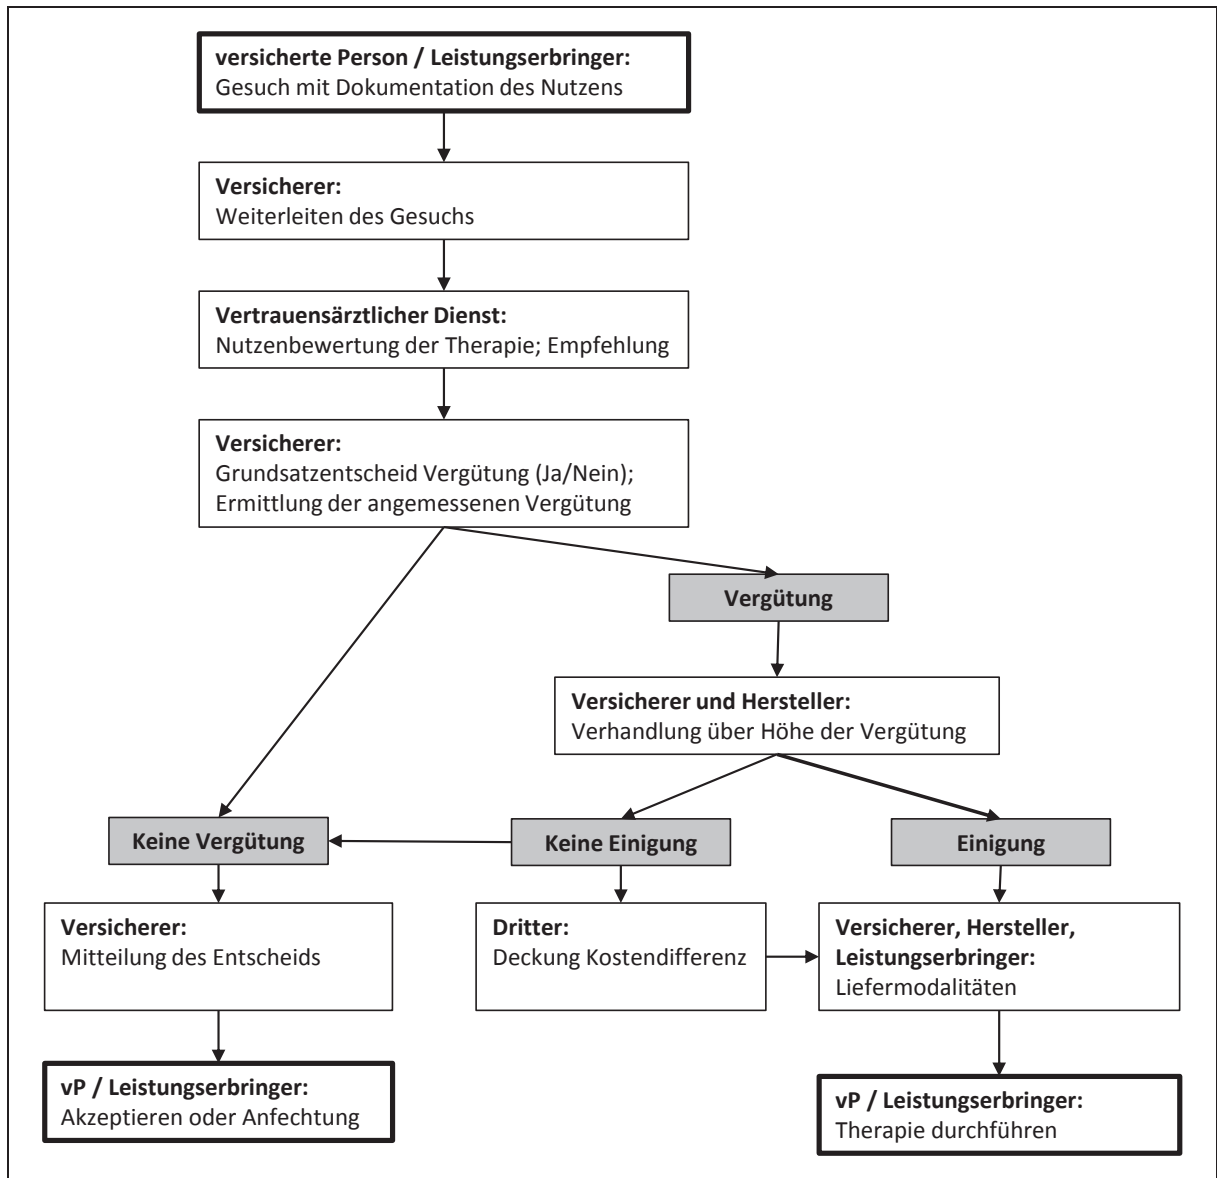 versicherte Person / Leistungserbringer:
Gesuch mit Dokumentation des Nutzens
Versicherer:
Weiterleiten des Gesuchs
Vertrauensärztlicher Dienst:
Nutzenbewertung der Therapie; Empfehlung
Versicherer:
Grundsatzentscheid Vergütung (Ja/Nein);
Ermittlung der angemessenen Vergütung
Vergütung
Versicherer und Hersteller:
Verhandlung über Höhe der Vergütung
Keine Vergütung
Keine Einigung
Einigung
Versicherer:
Mitteilung des Entscheids
Dritter:
Deckung Kostendifferenz
Versicherer, Hersteller,
Leistungserbringer:
Liefermodalitäten
vP / Leistungserbringer:
Akzeptieren oder Anfechtung
vP / Leistungserbringer:
Therapie durchführen